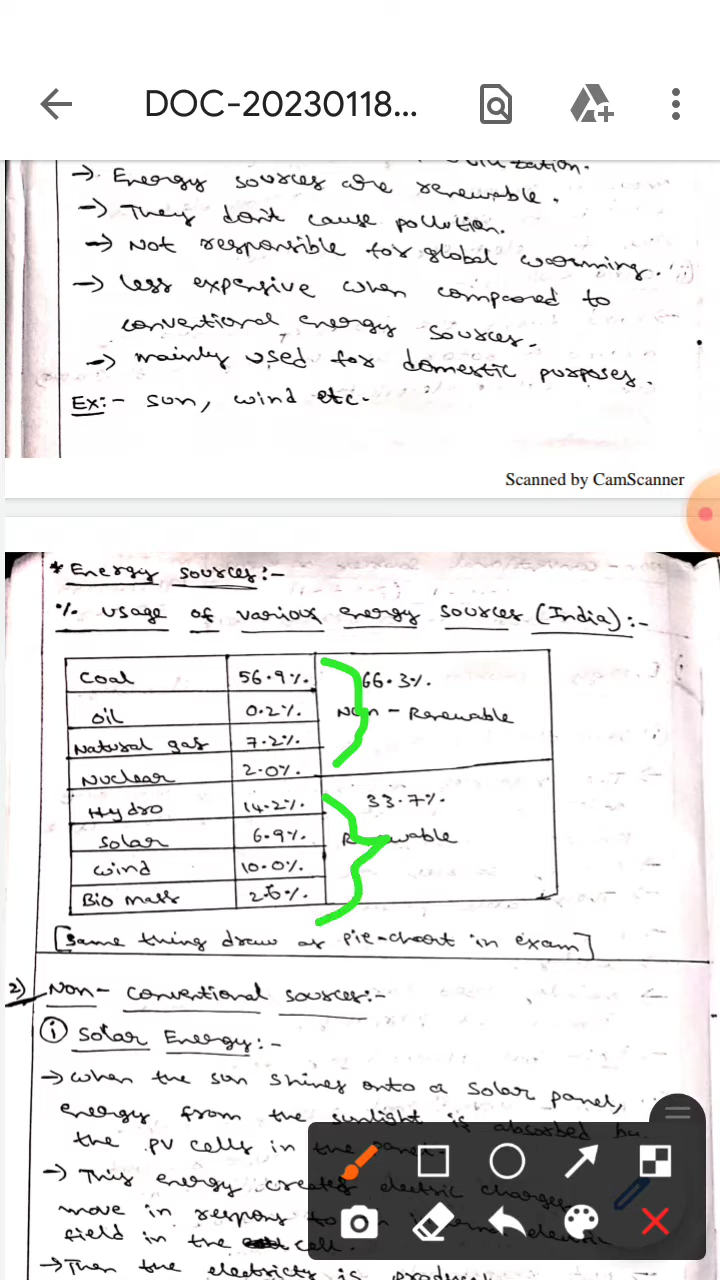 DOC-20230118...
→ Energy sources are renewable.
→ They dont cause pollution.
→ Not responsible for global warming.
→ less expensive when compared to
conventional energy sources.
→ mainly used for domestic purposes.
Ex:- sun, wind etc.
Scanned by CamScanner
* Energy sources:-
% usage of various energy sources (India):-
Coal 56.9% 66.3%.
Oil 0.2% Non-Renewable
Natural gas 7.2%
Nuclear 2.0%
Hydro 14.2% 33.7%
Solar 6.9% Renewable
wind 10.0%
Bio mass
[Same thing draw as pie-chart in exam]
2) Non-Conventional sources:-
(i) Solar Energy:-
→ when the sun shines onto a solar panel,
energy from the sunlight is absorbed by
the PV cells in the panel.
→ This energy creates electric charges
move in respons to
field in the cell.
→ Then the electricity is produced